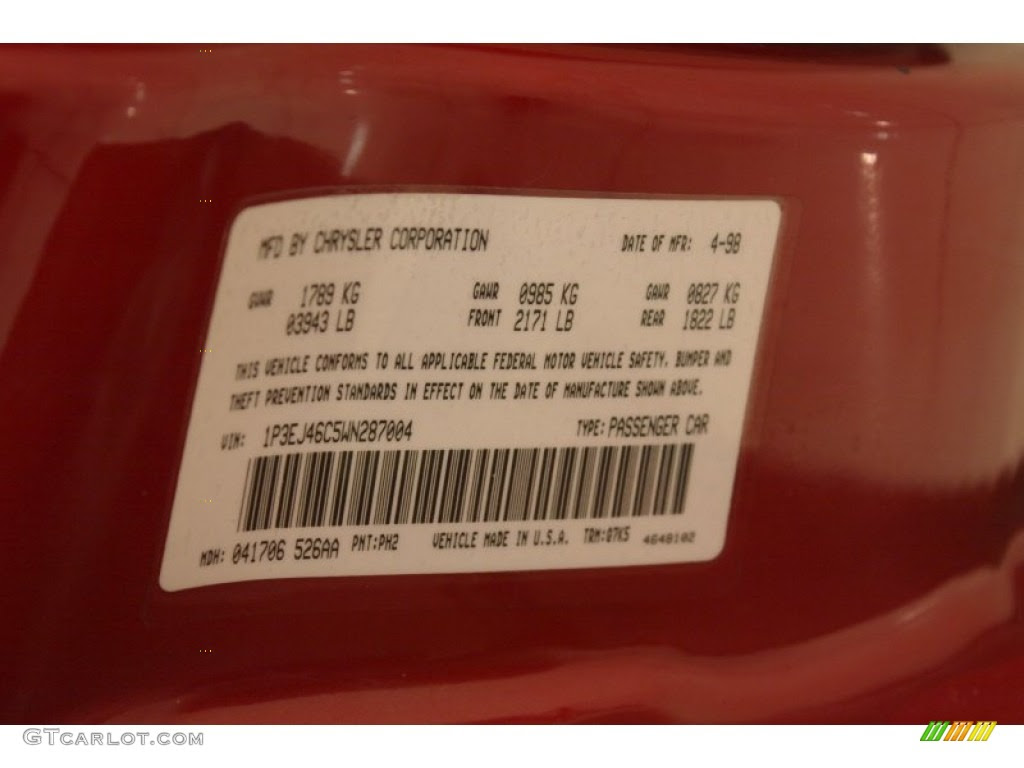 MFD BY CHRYSLER CORPORATION DATE OF MFR: 4-98
GVWR 1789 KG GAWR 0985 KG GAWR 0827 KG
03943 LB FRONT 2171 LB REAR 1822 LB
THIS VEHICLE CONFORMS TO ALL APPLICABLE FEDERAL MOTOR VEHICLE SAFETY, BUMPER AND
THEFT PREVENTION STANDARDS IN EFFECT ON THE DATE OF MANUFACTURE SHOWN ABOVE.
VIN: 1P3EJ46C5WN287004 TYPE: PASSENGER CAR
MDH: 041706 526AA PNT:PH2 VEHICLE MADE IN U.S.A. TRM:G7K5 4648102
GTCARLOT.COM